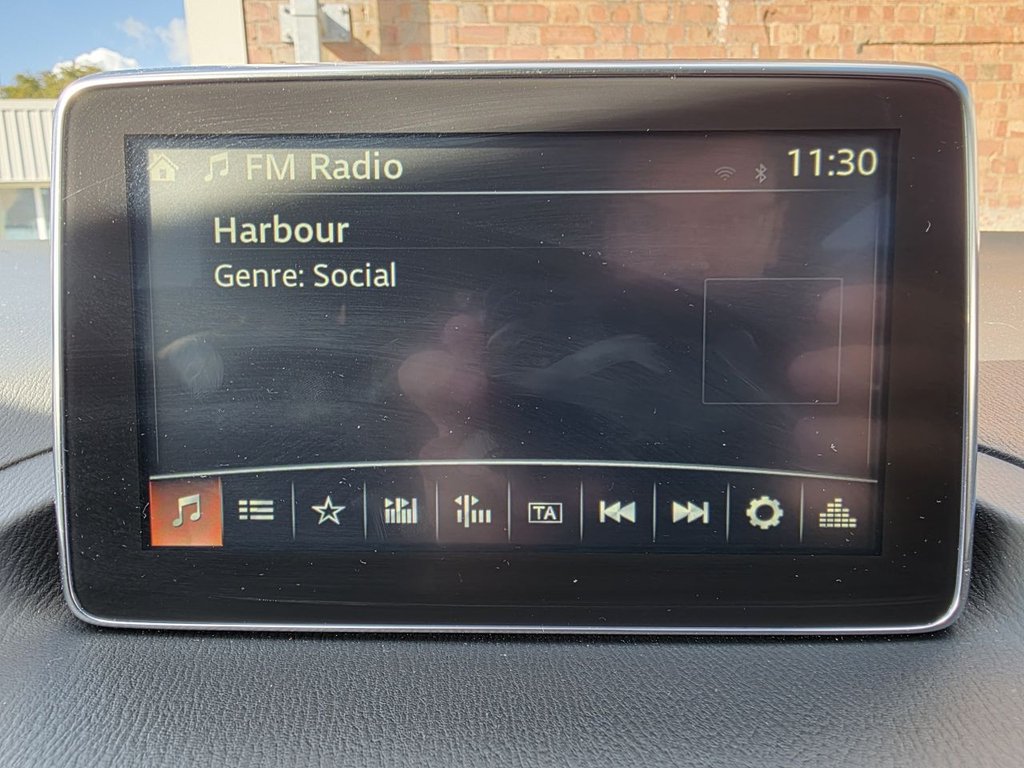 FM Radio
11:30
Harbour
Genre: Social
TA